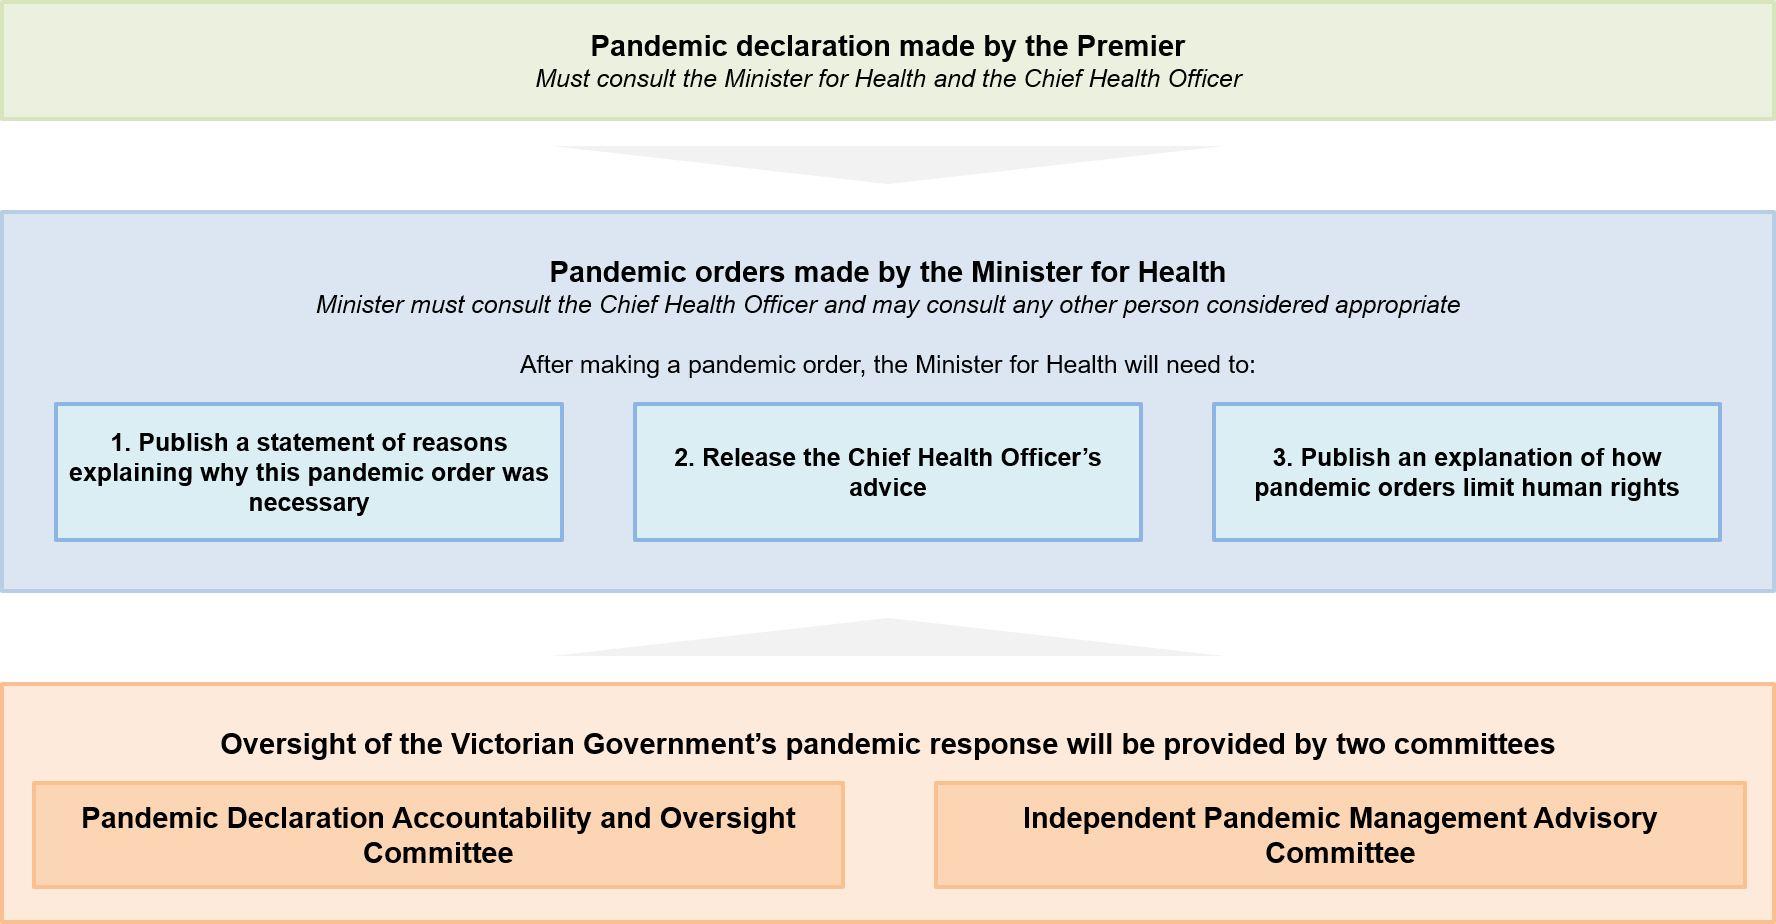 Pandemic declaration made by the Premier
Must consult the Minister for Health and the Chief Health Officer
Pandemic orders made by the Minister for Health
Minister must consult the Chief Health Officer and may consult any other person considered appropriate
After making a pandemic order, the Minister for Health will need to:
1. Publish a statement of reasons
explaining why this pandemic order was
necessary
2. Release the Chief Health Officer’s
advice
3. Publish an explanation of how
pandemic orders limit human rights
Oversight of the Victorian Government’s pandemic response will be provided by two committees
Pandemic Declaration Accountability and Oversight
Committee
Independent Pandemic Management Advisory
Committee